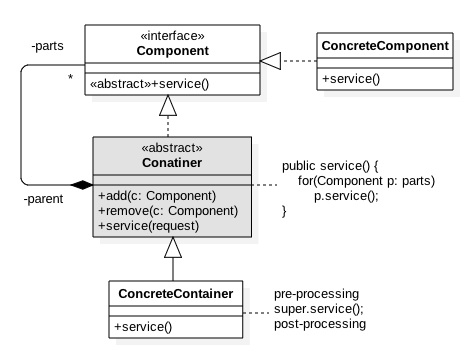 -parts
*
«interface»
Component
«abstract»+service()
ConcreteComponent
+service()
«abstract»
Conatiner
+add(c: Component)
+remove(c: Component)
+service(request)
-parent
public service() {
for(Component p: parts)
p.service();
}
ConcreteContainer
+service()
pre-processing
super.service();
post-processing